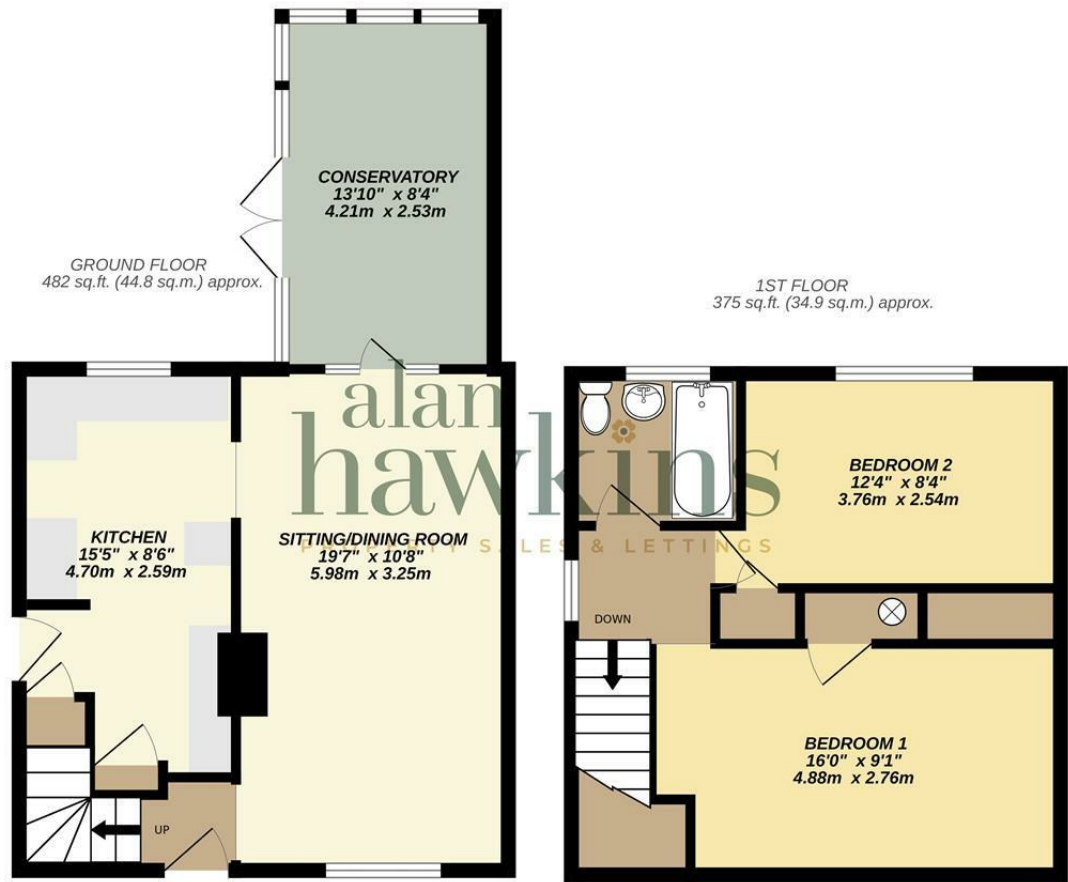 CONSERVATORY
13'10" x 8'4"
4.21m x 2.53m
GROUND FLOOR
482 sq.ft. (44.8 sq.m.) approx.
1ST FLOOR
375 sq.ft. (34.9 sq.m.) approx.
alan
hawkins
PROPERTY SALES & LETTINGS
KITCHEN
15'5" x 8'6"
4.70m x 2.59m
SITTING/DINING ROOM
19'7" x 10'8"
5.98m x 3.25m
UP
BEDROOM 2
12'4" x 8'4"
3.76m x 2.54m
DOWN
BEDROOM 1
16'0" x 9'1"
4.88m x 2.76m